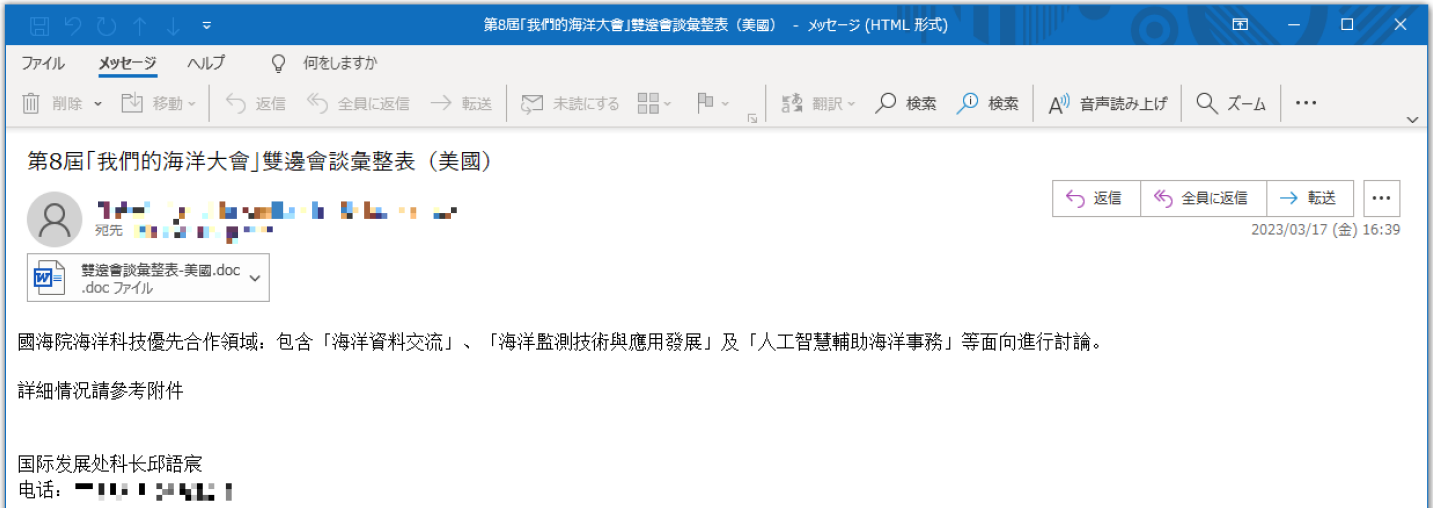 第8屆「我們的海洋大會」雙邊會談彙整表（美國） - メッセージ (HTML 形式)
ファイル メッセージ ヘルプ 何をしますか
削除 移動 返信 全員に返信 転送 未読にする 翻訳 検索 検索 音声読み上げ ズーム
第8屆「我們的海洋大會」雙邊會談彙整表（美國）
返信 全員に返信 転送
宛先
2023/03/17 (金) 16:39
雙邊會談彙整表-美國.doc
.doc ファイル
國海院海洋科技優先合作領域：包含「海洋資料交流」、「海洋監測技術與應用發展」及「人工智慧輔助海洋事務」等面向進行討論。
詳細情況請參考附件
国际发展处科长邱語宸
电话：